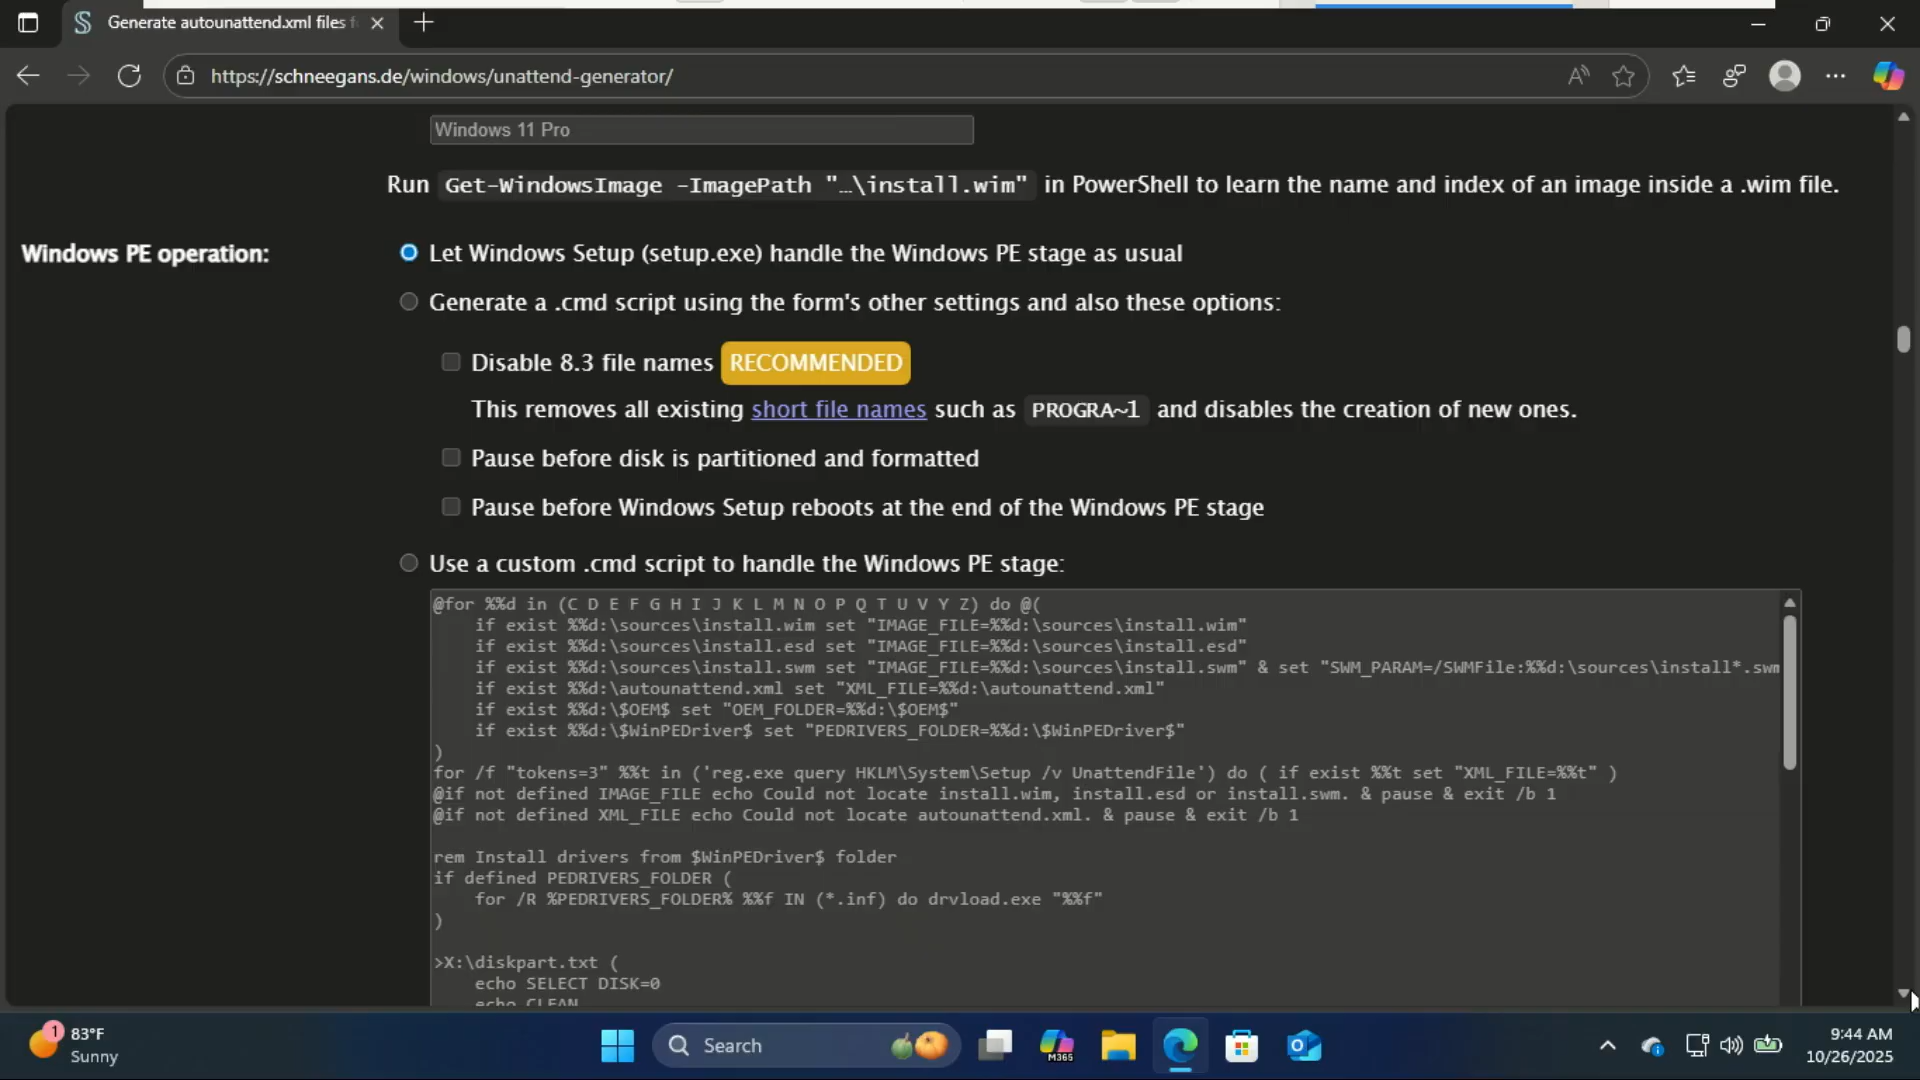 Generate autounattend.xml files f
https://schneegans.de/windows/unattend-generator/
Windows 11 Pro
Run Get-WindowsImage -ImagePath "…\install.wim" in PowerShell to learn the name and index of an image inside a .wim file.
Windows PE operation:
Let Windows Setup (setup.exe) handle the Windows PE stage as usual
Generate a .cmd script using the form's other settings and also these options:
Disable 8.3 file names RECOMMENDED
This removes all existing short file names such as PROGRA~1 and disables the creation of new ones.
Pause before disk is partitioned and formatted
Pause before Windows Setup reboots at the end of the Windows PE stage
Use a custom .cmd script to handle the Windows PE stage:
@for %%d in (C D E F G H I J K L M N O P Q T U V Y Z) do @(
if exist %%d:\sources\install.wim set "IMAGE_FILE=%%d:\sources\install.wim"
if exist %%d:\sources\install.esd set "IMAGE_FILE=%%d:\sources\install.esd"
if exist %%d:\sources\install.swm set "IMAGE_FILE=%%d:\sources\install.swm" & set "SWM_PARAM=/SWMFile:%%d:\sources\install*.swm
if exist %%d:\autounattend.xml set "XML_FILE=%%d:\autounattend.xml"
if exist %%d:\$OEM$ set "OEM_FOLDER=%%d:\$OEM$"
if exist %%d:\$WinPEDriver$ set "PEDRIVERS_FOLDER=%%d:\$WinPEDriver$"
)
for /f "tokens=3" %%t in ('reg.exe query HKLM\System\Setup /v UnattendFile') do ( if exist %%t set "XML_FILE=%%t" )
@if not defined IMAGE_FILE echo Could not locate install.wim, install.esd or install.swm. & pause & exit /b 1
@if not defined XML_FILE echo Could not locate autounattend.xml. & pause & exit /b 1
rem Install drivers from $WinPEDriver$ folder
if defined PEDRIVERS_FOLDER (
for /R %PEDRIVERS_FOLDER% %%f IN (*.inf) do drvload.exe "%%f"
)
>X:\diskpart.txt (
echo SELECT DISK=0
echo CLEAN
1
83°F
Sunny
Search
M365
9:44 AM
10/26/2025